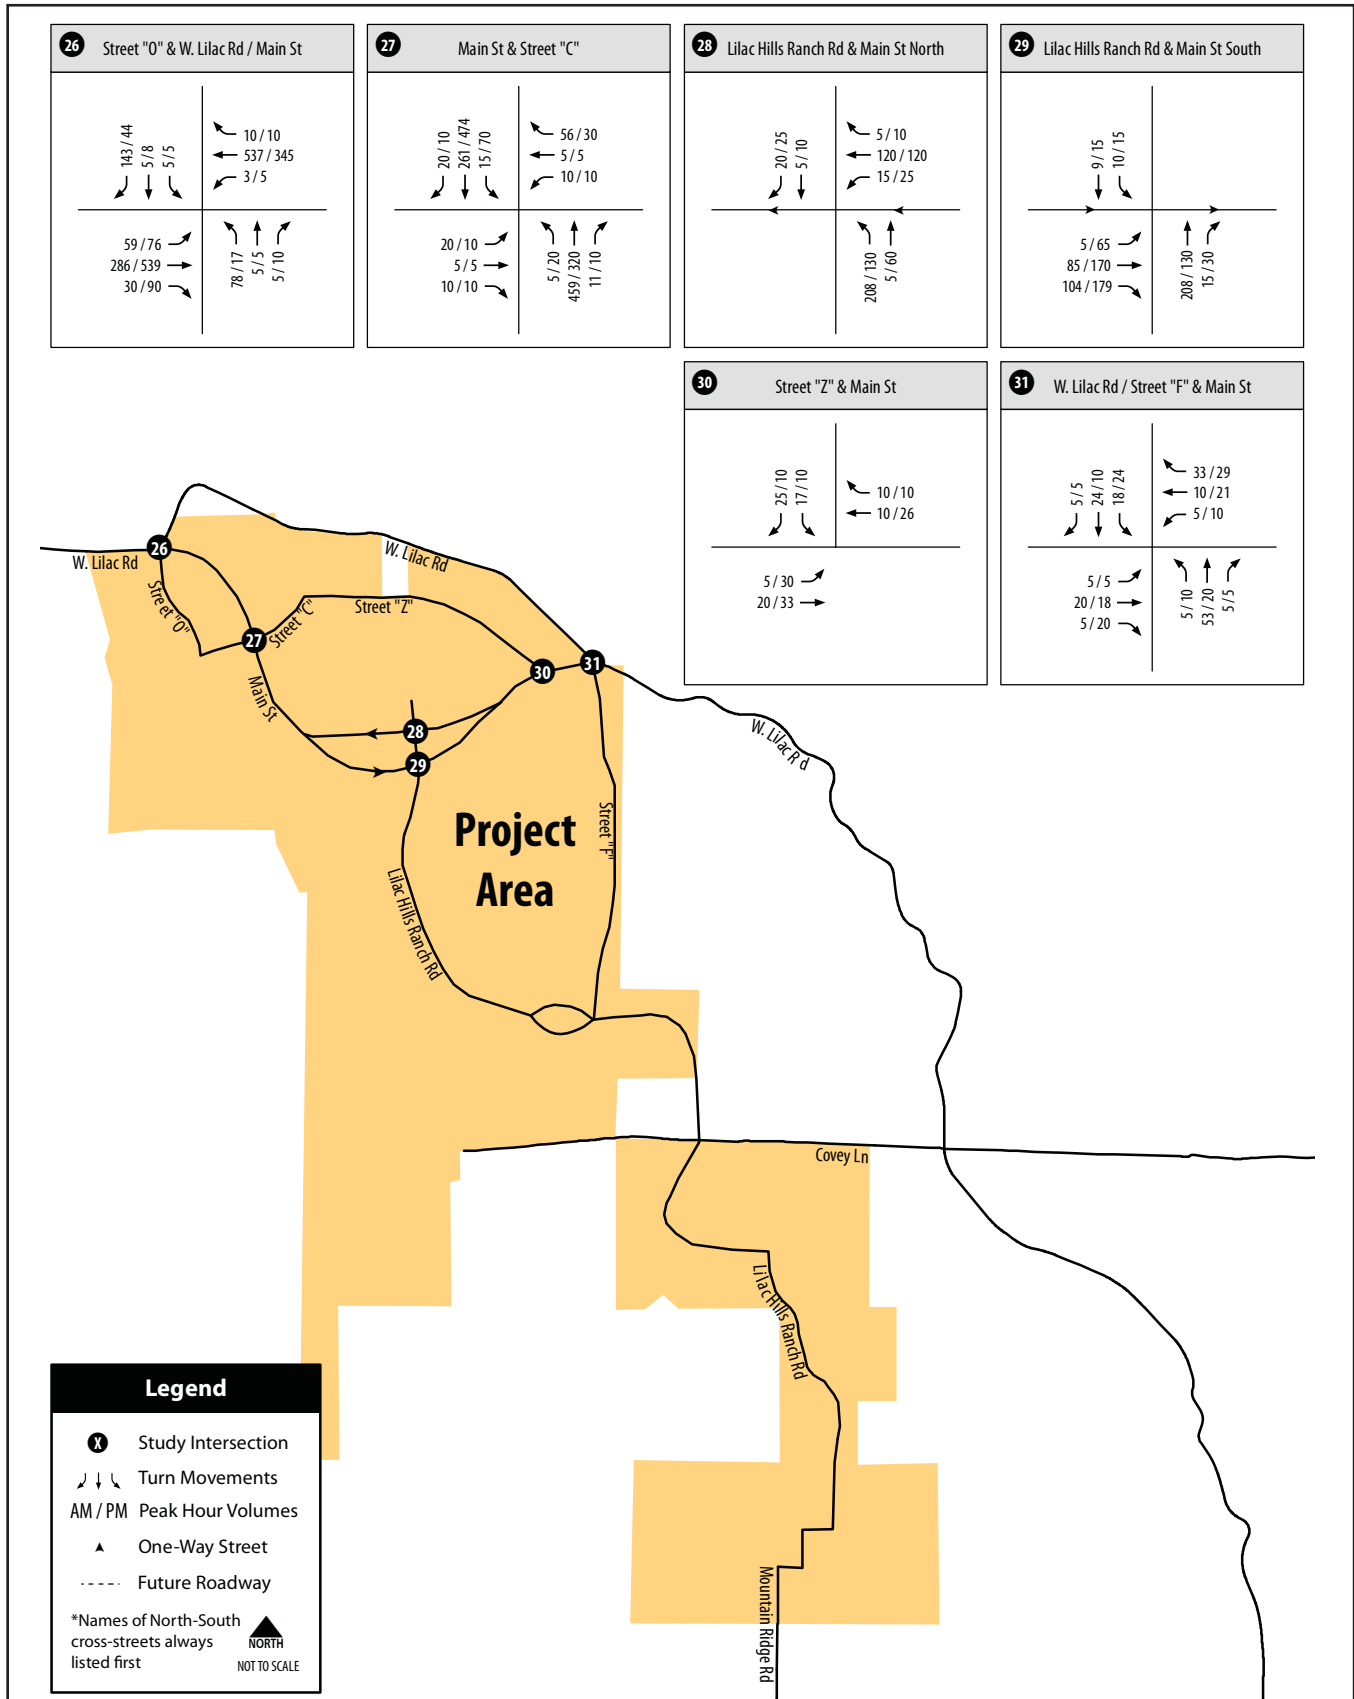 26 Street "O" & W. Lilac Rd / Main St
143 / 44
5 / 8
5 / 5
10 / 10
537 / 345
3 / 5
59 / 76
286 / 539
30 / 90
78 / 17
5 / 5
5 / 10
27 Main St & Street "C"
20 / 10
261 / 474
15 / 70
56 / 30
5 / 5
10 / 10
20 / 10
5 / 5
10 / 10
5 / 20
459 / 320
11 / 10
28 Lilac Hills Ranch Rd & Main St North
20 / 25
5 / 10
5 / 10
120 / 120
15 / 25
208 / 130
5 / 60
29 Lilac Hills Ranch Rd & Main St South
9 / 15
10 / 15
5 / 65
85 / 170
104 / 179
208 / 130
15 / 30
30 Street "Z" & Main St
25 / 10
17 / 10
10 / 10
10 / 26
5 / 30
20 / 33
31 W. Lilac Rd / Street "F" & Main St
5 / 5
24 / 10
18 / 24
33 / 29
10 / 21
5 / 10
5 / 5
20 / 18
5 / 20
5 / 10
53 / 20
5 / 5
26
W. Lilac Rd
W. Lilac Rd
Street "O"
27
Street "C"
Street "Z"
30
31
Main St
28
29
W. Lilac Rd
Project
Area
Street "F"
Lilac Hills Ranch Rd
Covey Ln
Lilac Hills Ranch Rd
Mountain Ridge Rd
Legend
X Study Intersection
Turn Movements
AM / PM Peak Hour Volumes
One-Way Street
Future Roadway
*Names of North-South
cross-streets always
listed first
NORTH
NOT TO SCALE